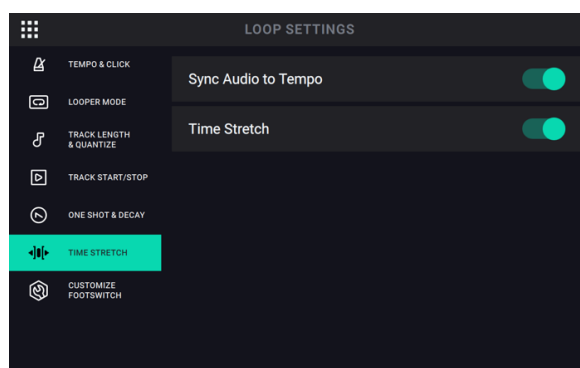 LOOP SETTINGS
TEMPO & CLICK
LOOPER MODE
TRACK LENGTH
& QUANTIZE
TRACK START/STOP
ONE SHOT & DECAY
TIME STRETCH
CUSTOMIZE
FOOTSWITCH
Sync Audio to Tempo
Time Stretch